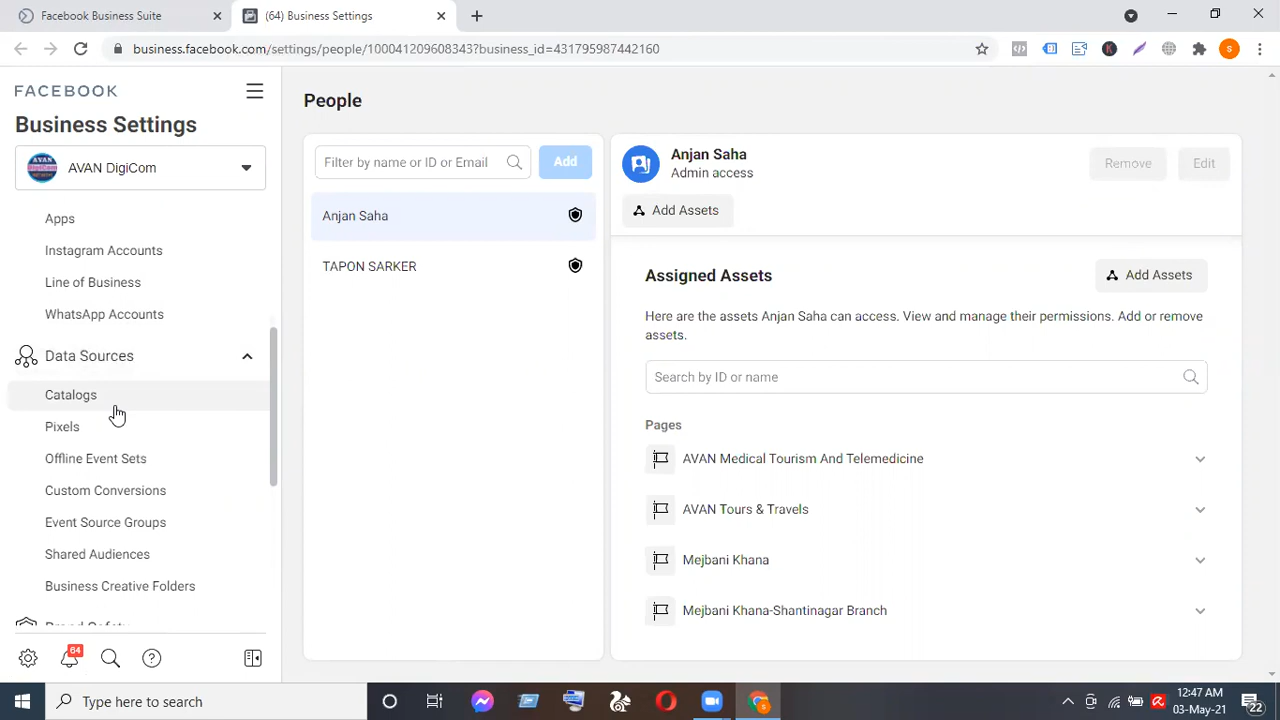 Facebook Business Suite
(64) Business Settings
business.facebook.com/settings/people/100041209608343?business_id=431795987442160
FACEBOOK
Business Settings
AVAN DigiCom
Apps
Instagram Accounts
Line of Business
WhatsApp Accounts
Data Sources
Catalogs
Pixels
Offline Event Sets
Custom Conversions
Event Source Groups
Shared Audiences
Business Creative Folders
Brand Safety
64
People
Filter by name or ID or Email
Add
Anjan Saha
TAPON SARKER
Anjan Saha
Admin access
Remove
Edit
Add Assets
Assigned Assets
Add Assets
Here are the assets Anjan Saha can access. View and manage their permissions. Add or remove
assets.
Search by ID or name
Pages
AVAN Medical Tourism And Telemedicine
AVAN Tours & Travels
Mejbani Khana
Mejbani Khana-Shantinagar Branch
Type here to search
12:47 AM
03-May-21
22